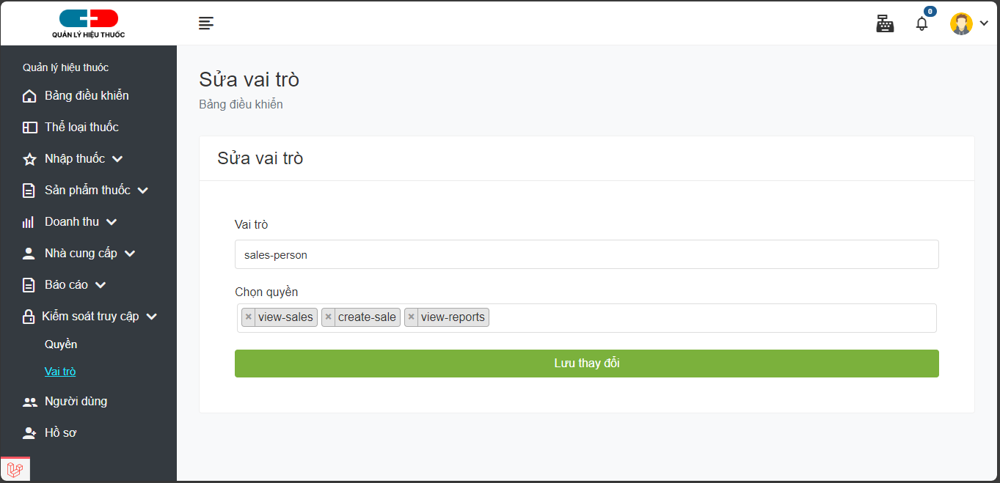 QUẢN LÝ HIỆU THUỐC
0
Quản lý hiệu thuóc
Bảng điều khiển
Thể loại thuốc
Nhập thuốc
Sản phẩm thuốc
Doanh thu
Nhà cung cấp
Báo cáo
Kiểm soát truy cập
Quyền
Vai trò
Người dùng
Hồ sơ
Sửa vai trò
Bảng điều khiển
Sửa vai trò
Vai trò
sales-person
Chọn quyền
× view-sales × create-sale × view-reports
Lưu thay đổi